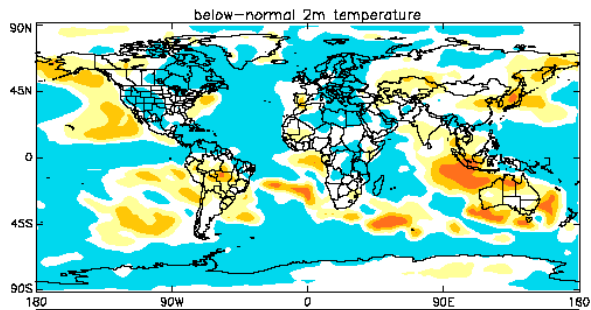 below-normal 2m temperature
90N
45N
0
45S
90S
180 90W 0 90E 180